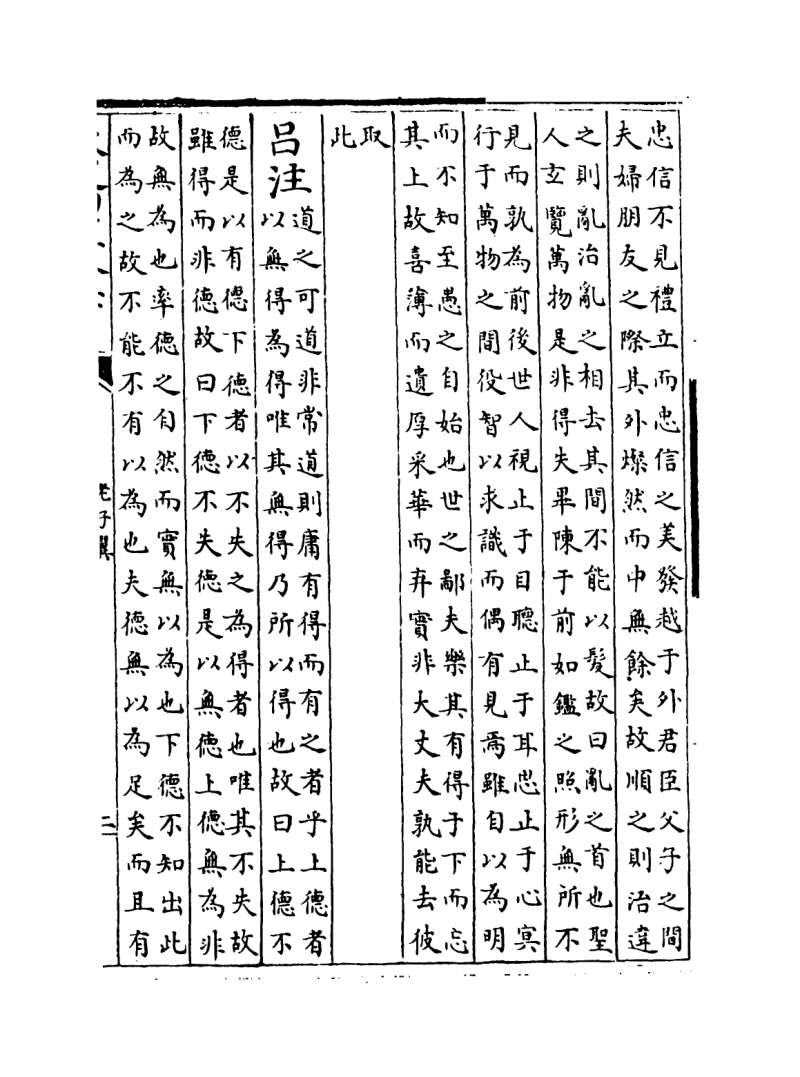 忠信不見禮立而忠信之美發越于外君臣父子之間
夫婦朋友之際其外燦然而中無餘矣故順之則治違
之則亂治亂之相去其間不能以髮故曰亂之首也聖
人玄覽萬物是非得失畢陳于前如鑑之照形無所不
見而孰為前後世人視止于目聽止于耳思止于心冥
行于萬物之間役智以求識而偶有見焉雖自以為明
而不知至愚之自始也世之鄙夫樂其有得于下而忘
其上故喜薄而遺厚采華而弃實非大丈夫孰能去彼
取
此
呂注
道之可道非常道則庸有得而有之者乎上德者
以無得為得唯其無得乃所以得也故曰上德不
德是以有德下德者以不失之為得者也唯其不失故
雖得而非德故曰下德不失德是以無德上德無為非
故無為也率德之自然而實無以為也下德不知出此
而為之故不能不有以為也夫德無以為足矣而且有
老子翼
二